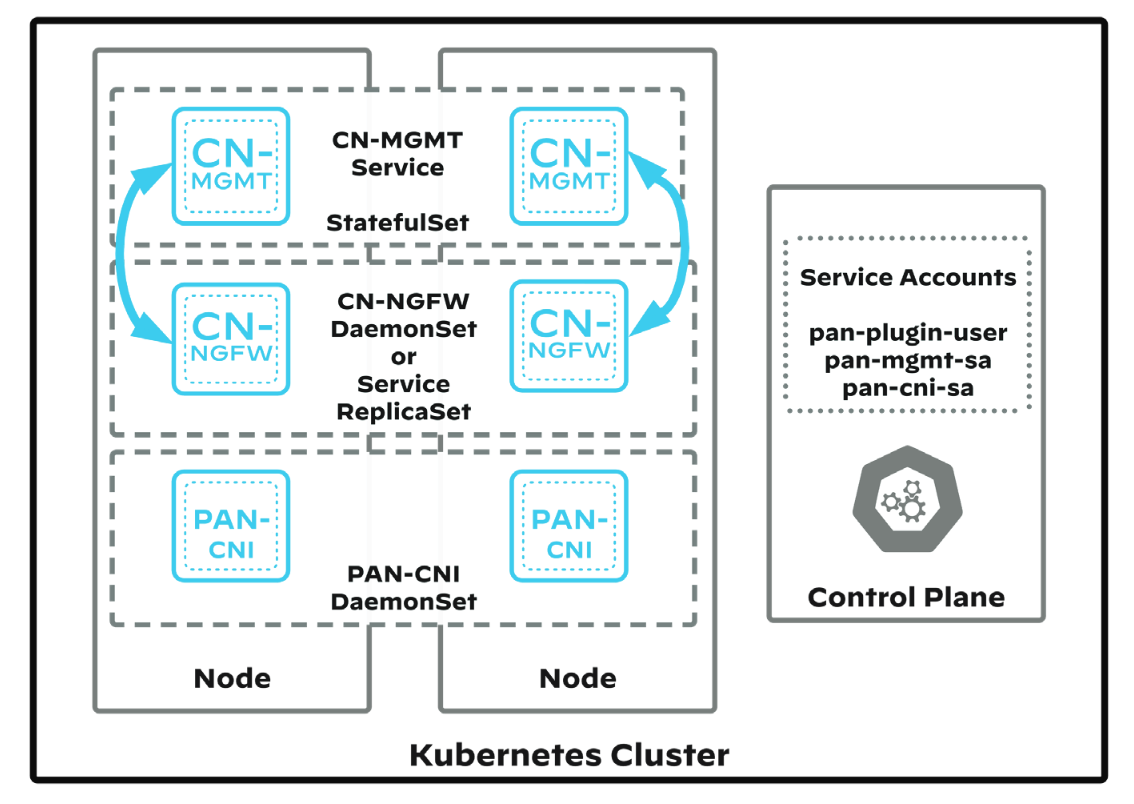 CN-
MGMT
CN-MGMT
Service
StatefulSet
CN-
MGMT
CN-
NGFW
CN-NGFW
DaemonSet
or
Service
ReplicaSet
CN-
NGFW
PAN-
CNI
PAN-CNI
DaemonSet
PAN-
CNI
Node
Node
Service Accounts
pan-plugin-user
pan-mgmt-sa
pan-cni-sa
Control Plane
Kubernetes Cluster